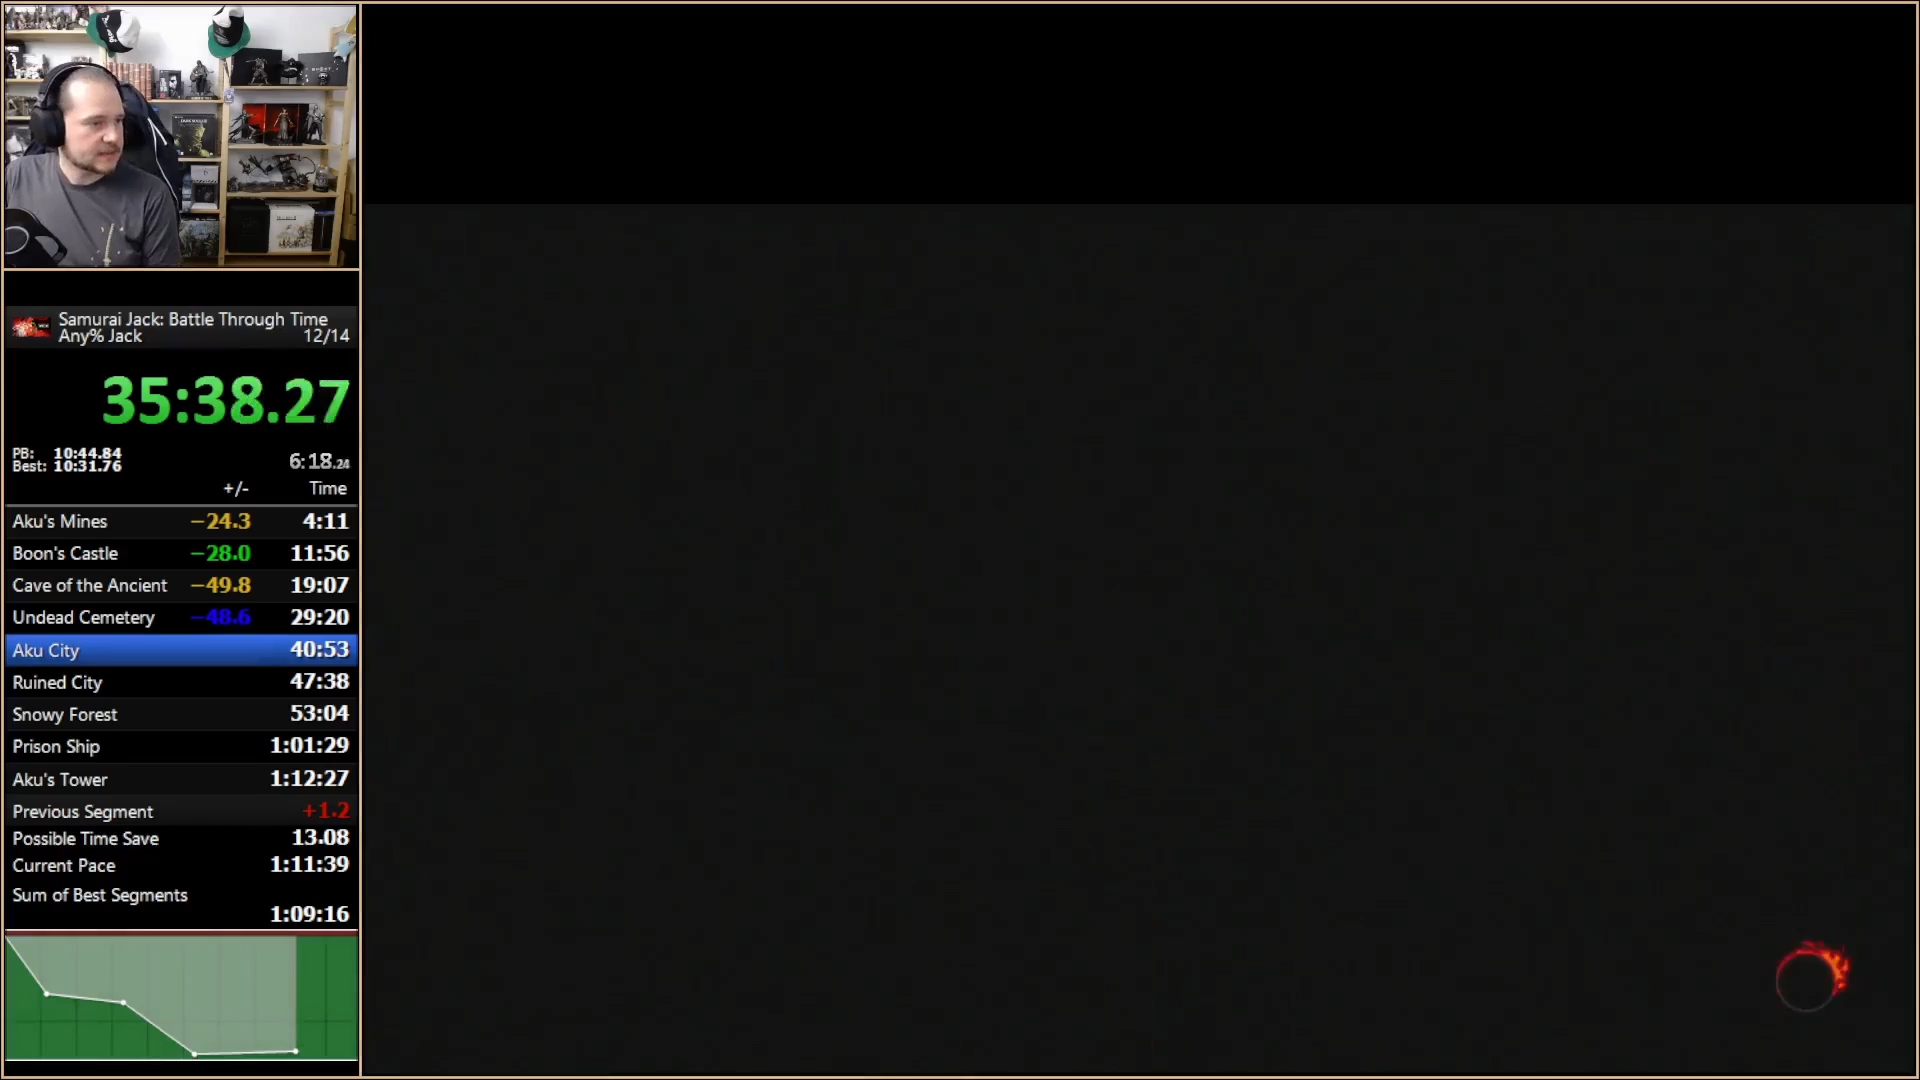 Samurai Jack: Battle Through Time
Any% Jack 12/14
35:38.27
PB: 10:44.84
Best: 10:31.76 6:18.24
+/- Time
Aku's Mines −24.3 4:11
Boon's Castle −28.0 11:56
Cave of the Ancient −49.8 19:07
Undead Cemetery −48.6 29:20
Aku City 40:53
Ruined City 47:38
Snowy Forest 53:04
Prison Ship 1:01:29
Aku's Tower 1:12:27
Previous Segment +1.2
Possible Time Save 13.08
Current Pace 1:11:39
Sum of Best Segments
1:09:16